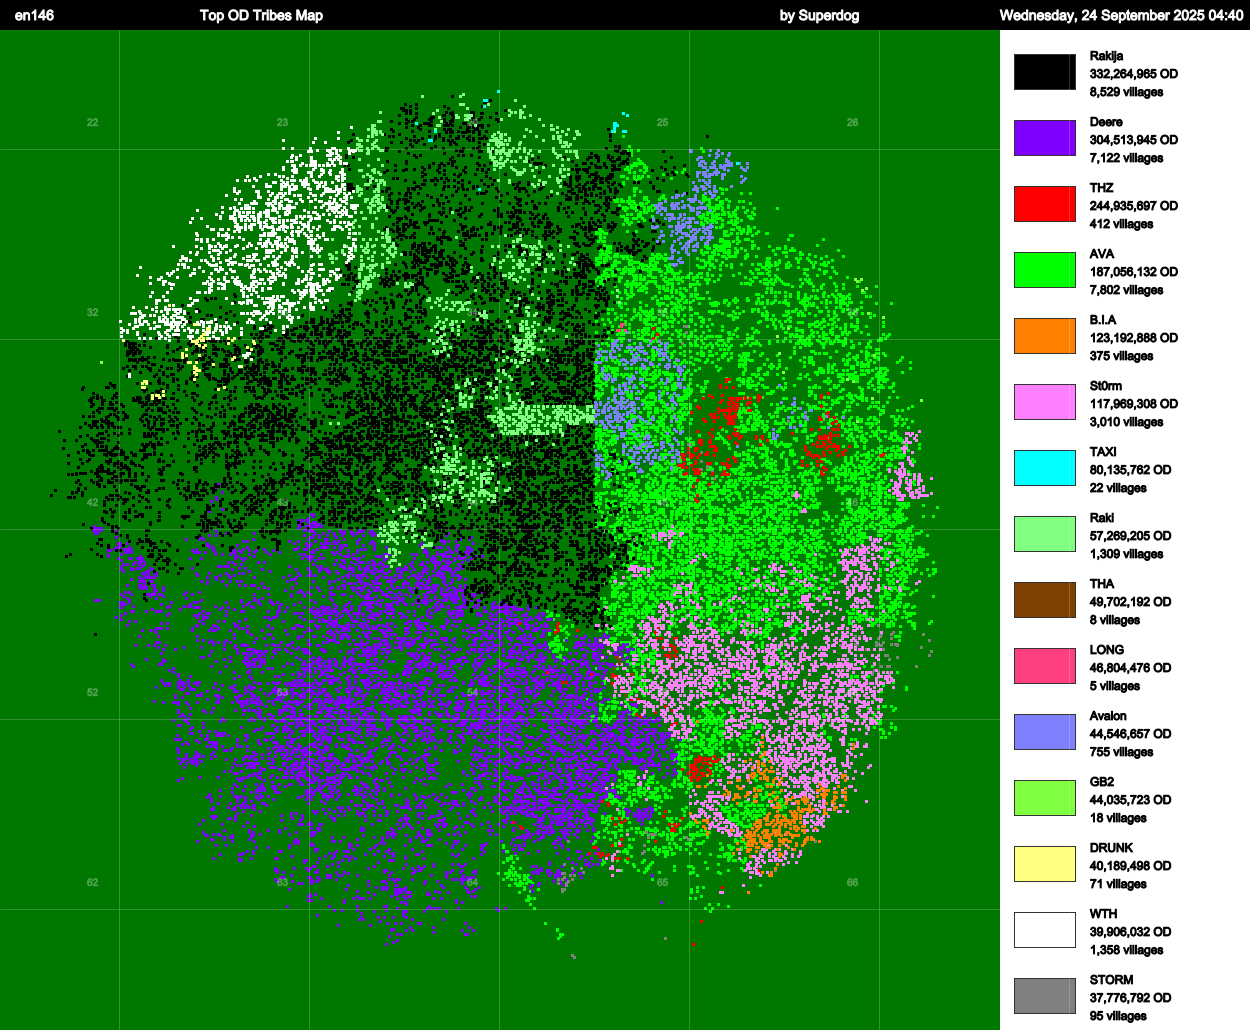 en146 Top OD Tribes Map by Superdog Wednesday, 24 September 2025 04:40
Rakija
332,264,965 OD
8,529 villages
Deere
304,513,945 OD
7,122 villages
THZ
244,935,697 OD
412 villages
AVA
187,056,132 OD
7,802 villages
B.I.A
123,192,888 OD
375 villages
St0rm
117,969,308 OD
3,010 villages
TAXI
80,135,762 OD
22 villages
Raki
57,269,205 OD
1,309 villages
THA
49,702,192 OD
8 villages
LONG
46,804,476 OD
5 villages
Avalon
44,546,657 OD
755 villages
GB2
44,035,723 OD
18 villages
DRUNK
40,189,498 OD
71 villages
WTH
39,906,032 OD
1,358 villages
STORM
37,776,792 OD
95 villages
22 23 25 26
32
42 43
52 53 54
62 63 64 65 66